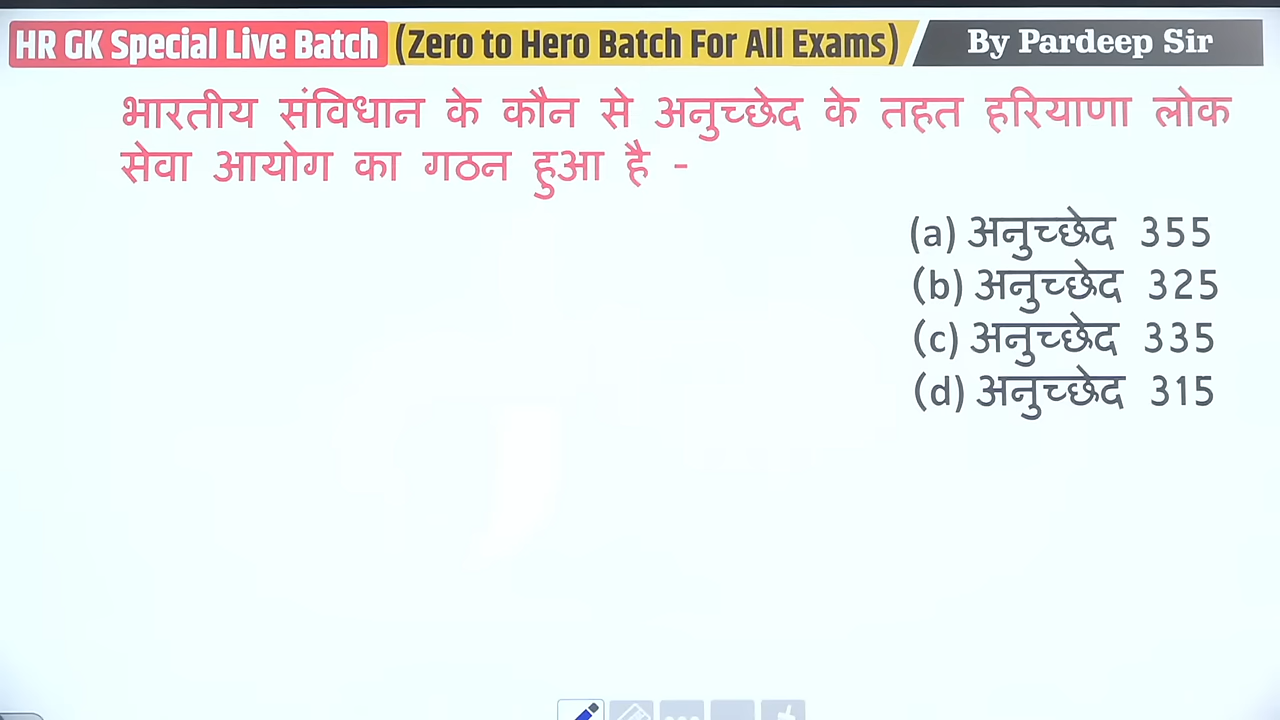 HR GK Special Live Batch (Zero to Hero Batch For All Exams) By Pardeep Sir
भारतीय संविधान के कौन से अनुच्छेद के तहत हरियाणा लोक
सेवा आयोग का गठन हुआ है -
(a) अनुच्छेद 355
(b) अनुच्छेद 325
(c) अनुच्छेद 335
(d) अनुच्छेद 315